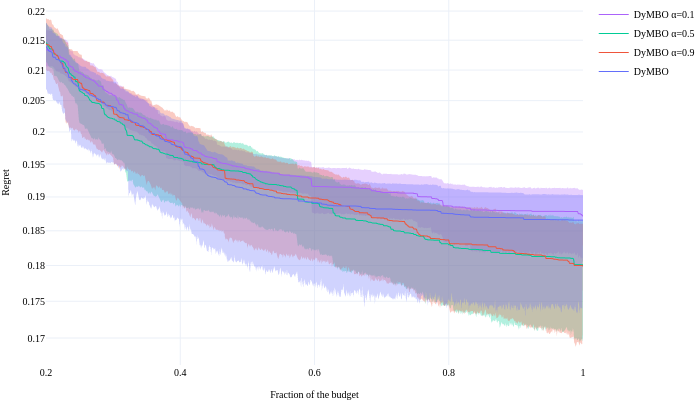 0.22
0.215
0.21
0.205
0.2
0.195
0.19
0.185
0.18
0.175
0.17
Regret
0.2 0.4 0.6 0.8 1
Fraction of the budget
DyMBO α=0.1
DyMBO α=0.5
DyMBO α=0.9
DyMBO